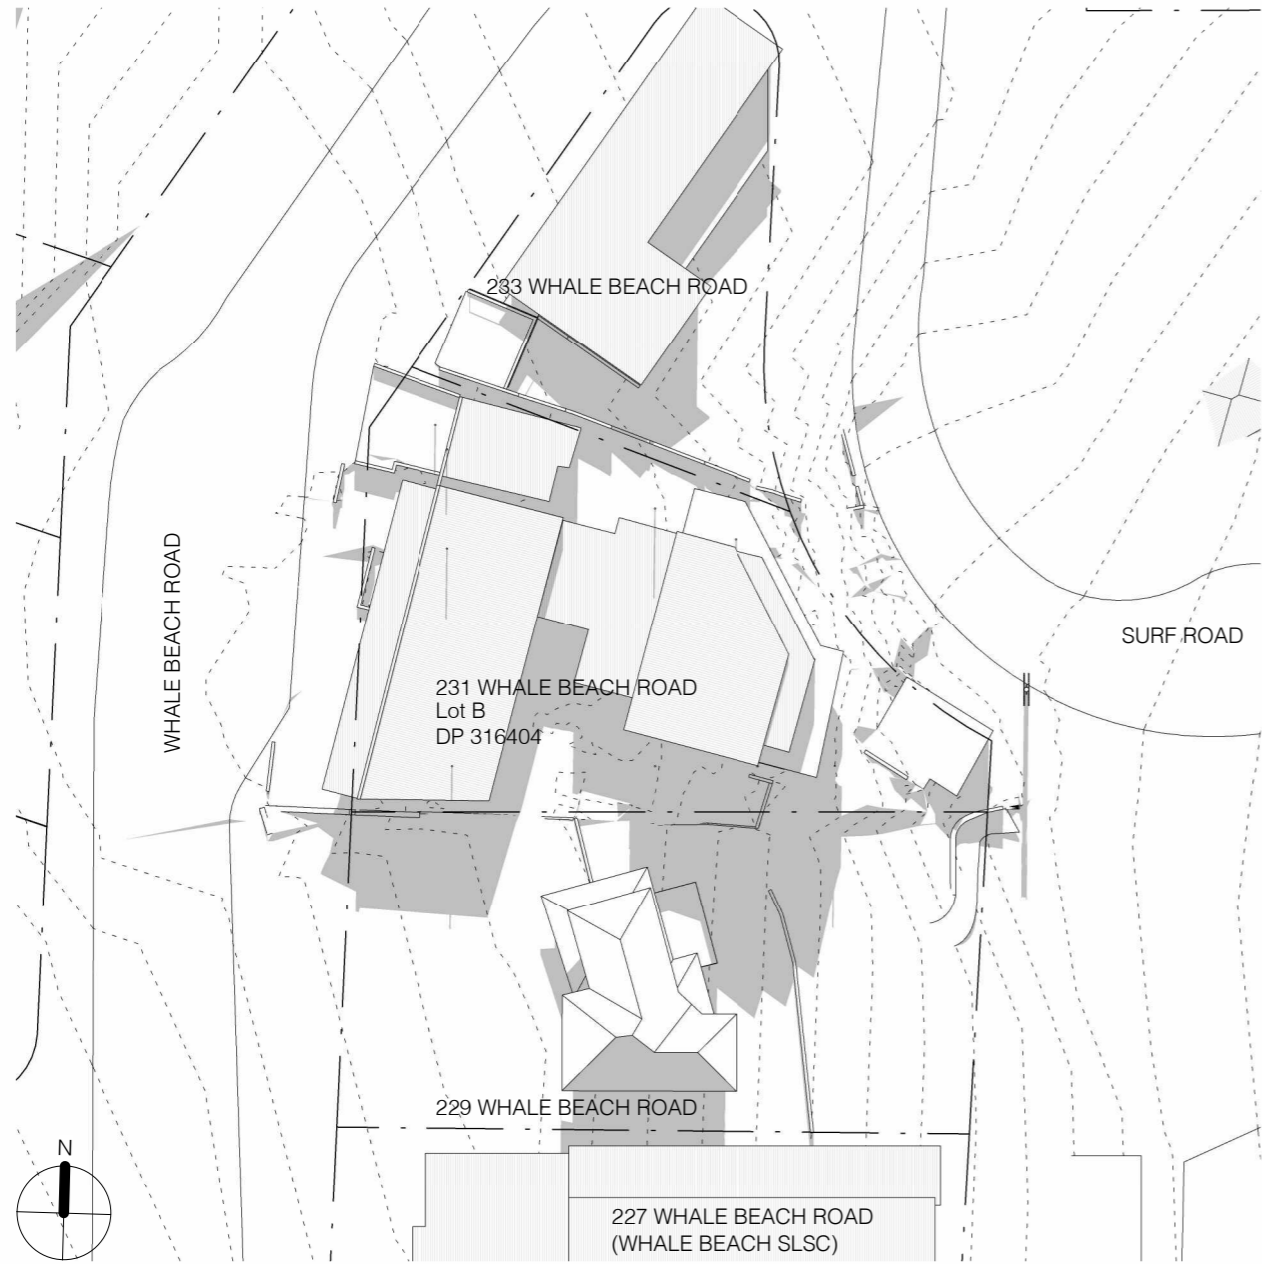 233 WHALE BEACH ROAD
WHALE BEACH ROAD
SURF ROAD
231 WHALE BEACH ROAD
Lot B
DP 316404
229 WHALE BEACH ROAD
N
227 WHALE BEACH ROAD
(WHALE BEACH SLSC)